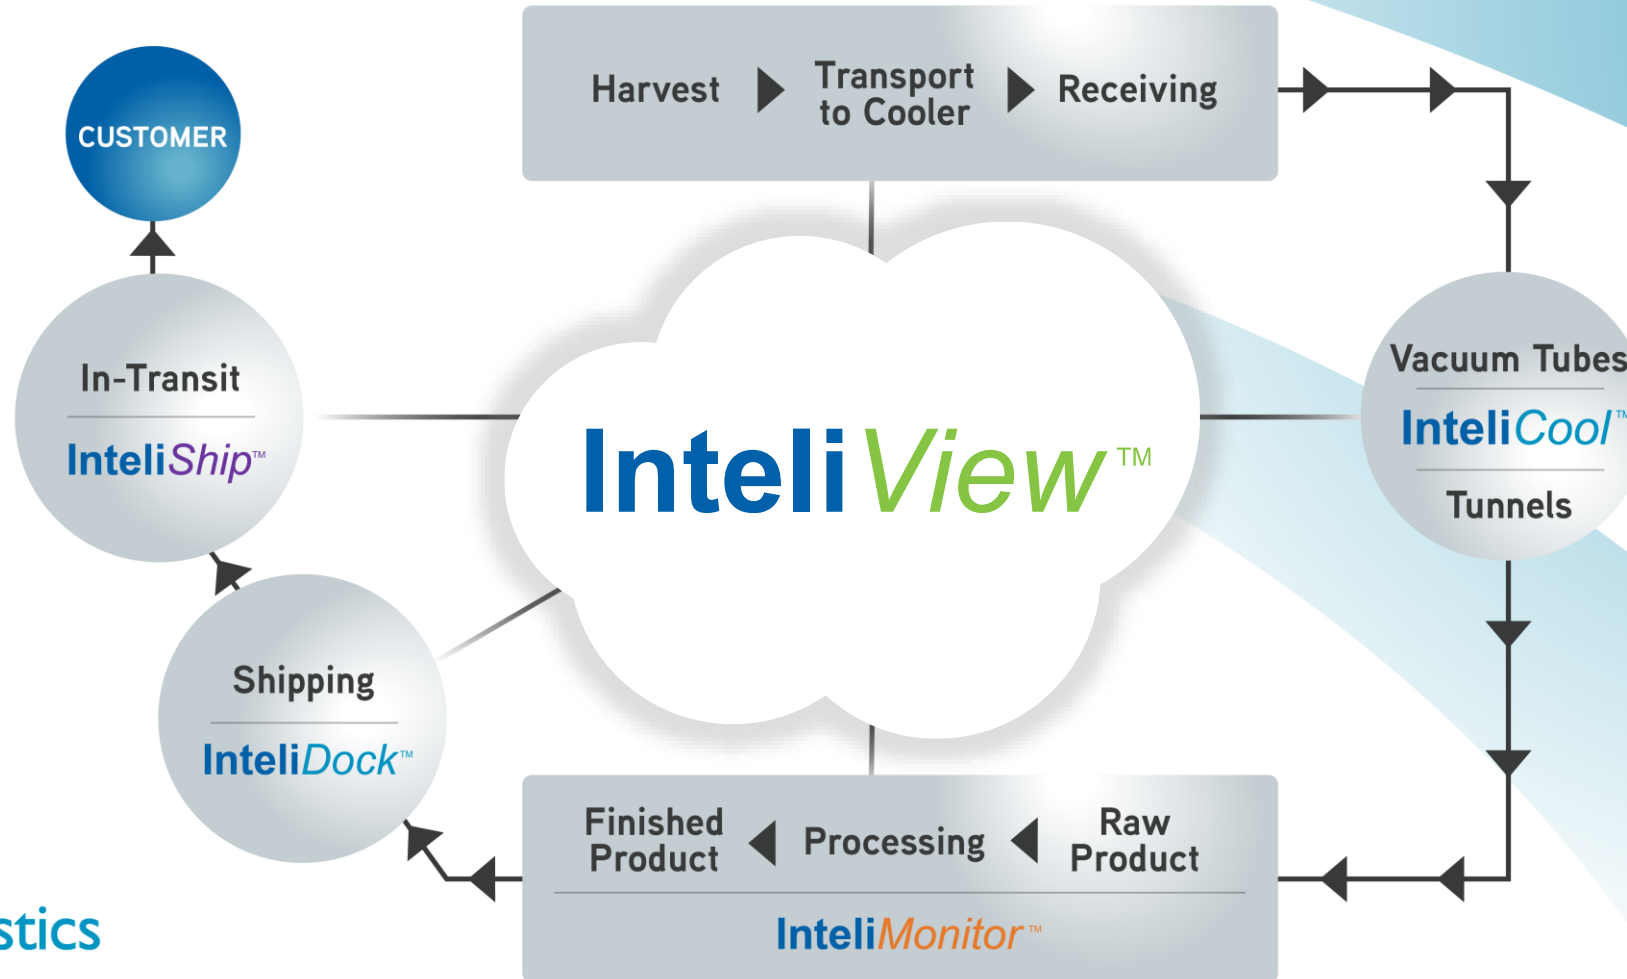 Harvest
Transport
to Cooler
Receiving
CUSTOMER
In-Transit
InteliShip™
InteliView™
Vacuum Tubes
InteliCool™
Tunnels
Shipping
InteliDock™
Finished
Product
Processing
Raw
Product
InteliMonitor™
stics